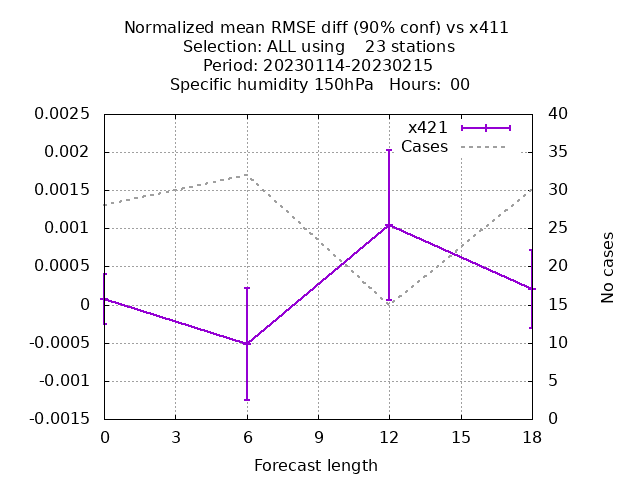 Normalized mean RMSE diff (90% conf) vs x411
Selection: ALL using    23 stations
Period: 20230114-20230215
Specific humidity 150hPa   Hours:  00
0.0025
0.002
0.0015
0.001
0.0005
0
-0.0005
-0.001
-0.0015
x421
Cases
40
35
30
25
20
15
10
5
0
No cases
0 3 6 9 12 15 18
Forecast length